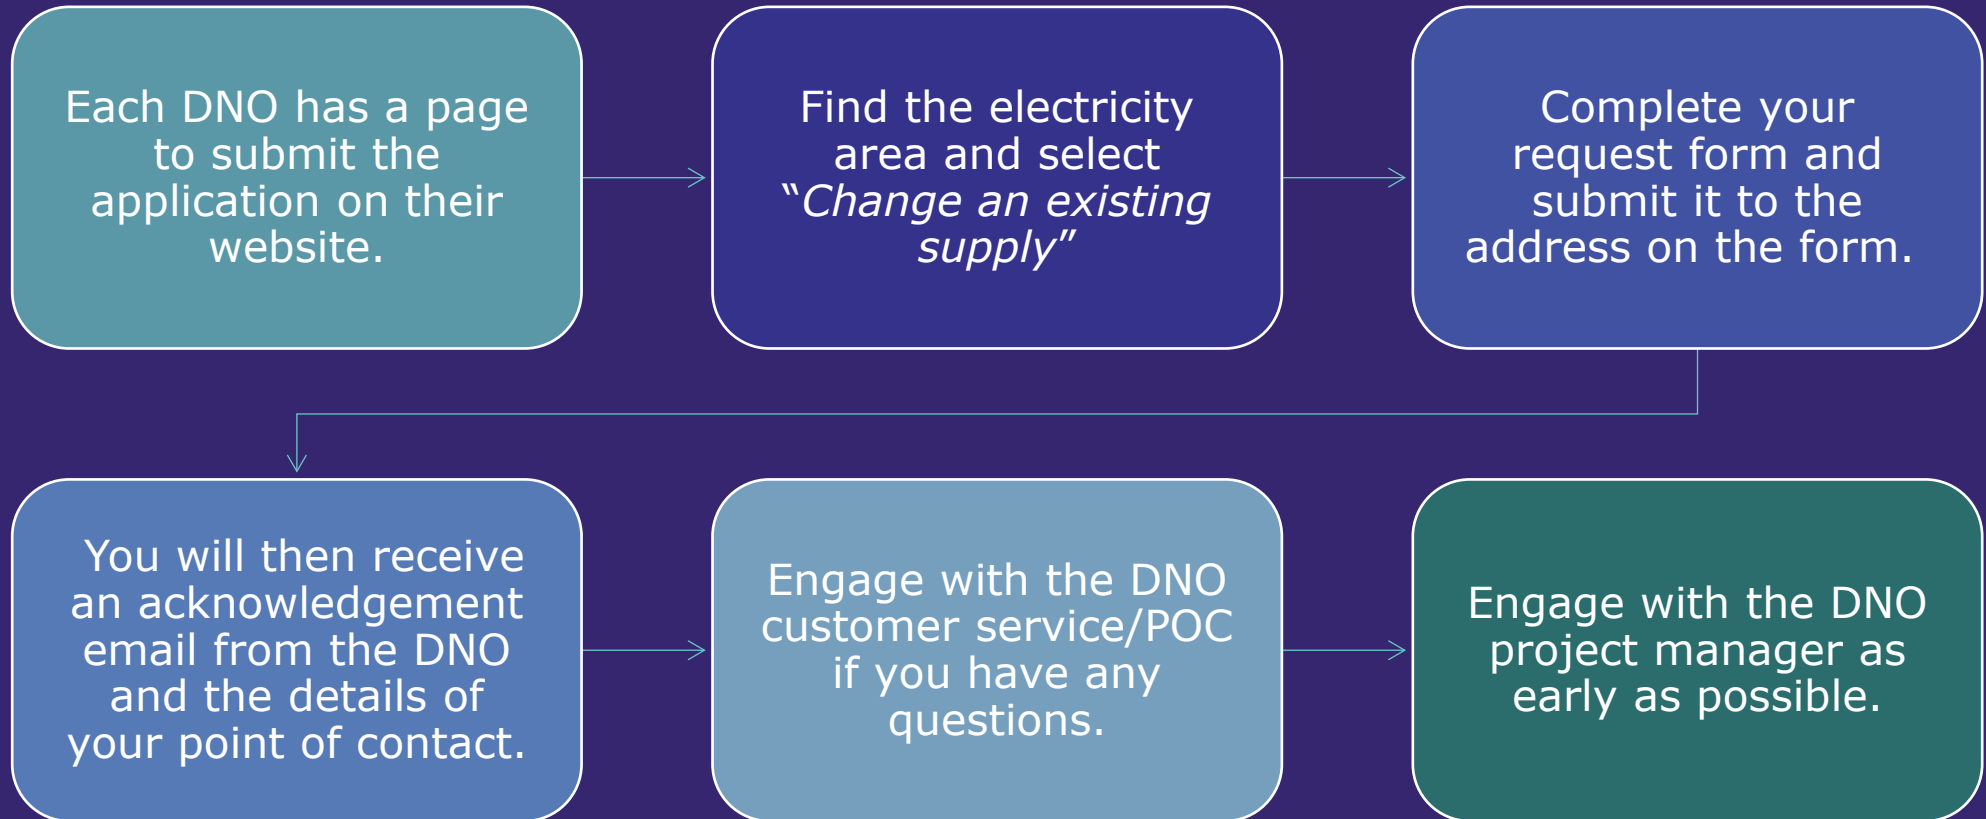 Each DNO has a page
to submit the
application on their
website.
Find the electricity
area and select
“Change an existing
supply”
Complete your
request form and
submit it to the
address on the form.
You will then receive
an acknowledgement
email from the DNO
and the details of
your point of contact.
Engage with the DNO
customer service/POC
if you have any
questions.
Engage with the DNO
project manager as
early as possible.